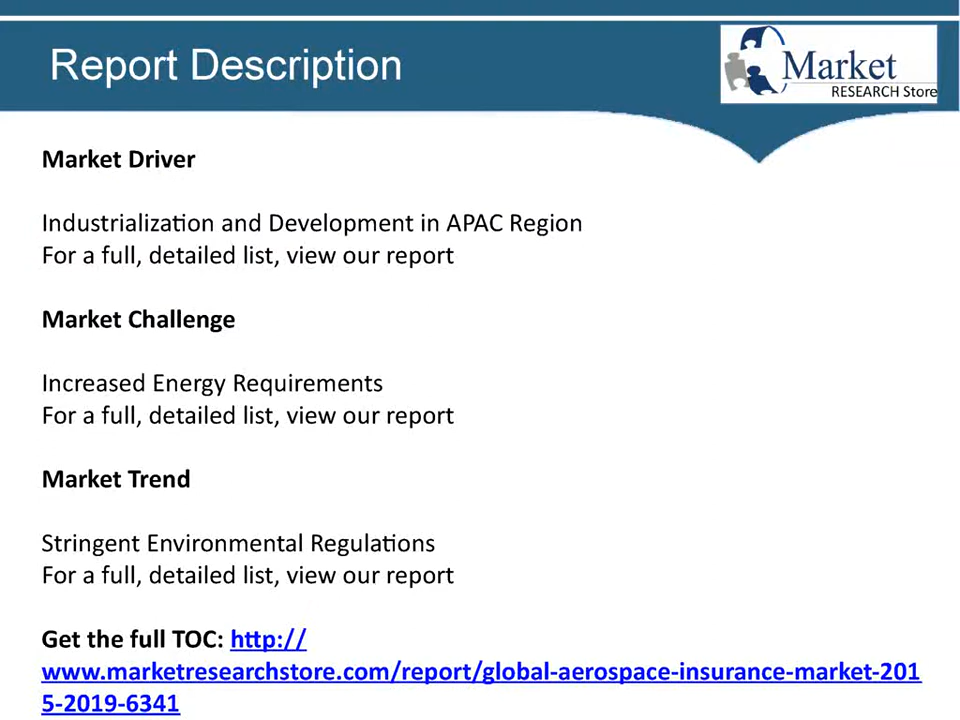 Report Description
Market
RESEARCH Store
Market Driver
Industrialization and Development in APAC Region
For a full, detailed list, view our report
Market Challenge
Increased Energy Requirements
For a full, detailed list, view our report
Market Trend
Stringent Environmental Regulations
For a full, detailed list, view our report
Get the full TOC: http://
www.marketresearchstore.com/report/global-aerospace-insurance-market-201
5-2019-6341